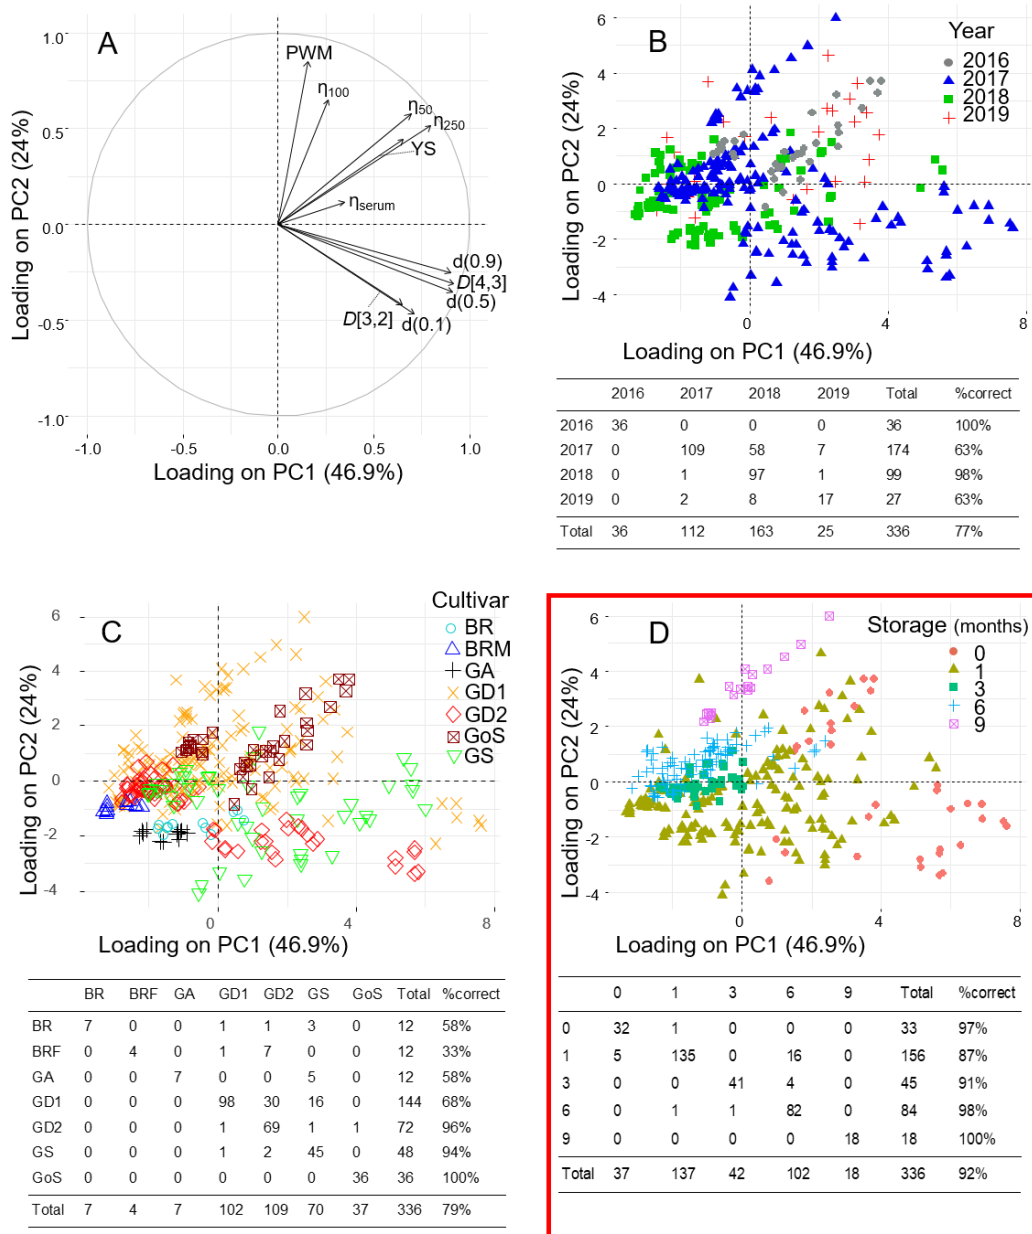 A
1.0
0.5
0.0
-0.5
-1.0
Loading on PC2 (24%)
PWM
η100
η50
η250
YS
ηserum
d(0.9)
D[4,3]
d(0.5)
D[3,2]
d(0.1)
-1.0 -0.5 0.0 0.5 1.0
Loading on PC1 (46.9%)
B
Year
2016
2017
2018
2019
6
4
2
0
-2
-4
Loading on PC2 (24%)
0 4 8
Loading on PC1 (46.9%)
2016 2017 2018 2019 Total %correct
2016 36 0 0 0 36 100%
2017 0 109 58 7 174 63%
2018 0 1 97 1 99 98%
2019 0 2 8 17 27 63%
Total 36 112 163 25 336 77%
C
Cultivar
BR
BRM
GA
GD1
GD2
GoS
GS
6
4
2
0
-2
-4
Loading on PC2 (24%)
0 4 8
Loading on PC1 (46.9%)
BR BRF GA GD1 GD2 GS GoS Total %correct
BR 7 0 0 1 1 3 0 12 58%
BRF 0 4 0 1 7 0 0 12 33%
GA 0 0 7 0 0 5 0 12 58%
GD1 0 0 0 98 30 16 0 144 68%
GD2 0 0 0 1 69 1 1 72 96%
GS 0 0 0 1 2 45 0 48 94%
GoS 0 0 0 0 0 0 36 36 100%
Total 7 4 7 102 109 70 37 336 79%
D
Storage (months)
0
1
3
6
9
6
4
2
0
-2
-4
Loading on PC2 (24%)
0 4 8
Loading on PC1 (46.9%)
0 1 3 6 9 Total %correct
0 32 1 0 0 0 33 97%
1 5 135 0 16 0 156 87%
3 0 0 41 4 0 45 91%
6 0 1 1 82 0 84 98%
9 0 0 0 0 18 18 100%
Total 37 137 42 102 18 336 92%